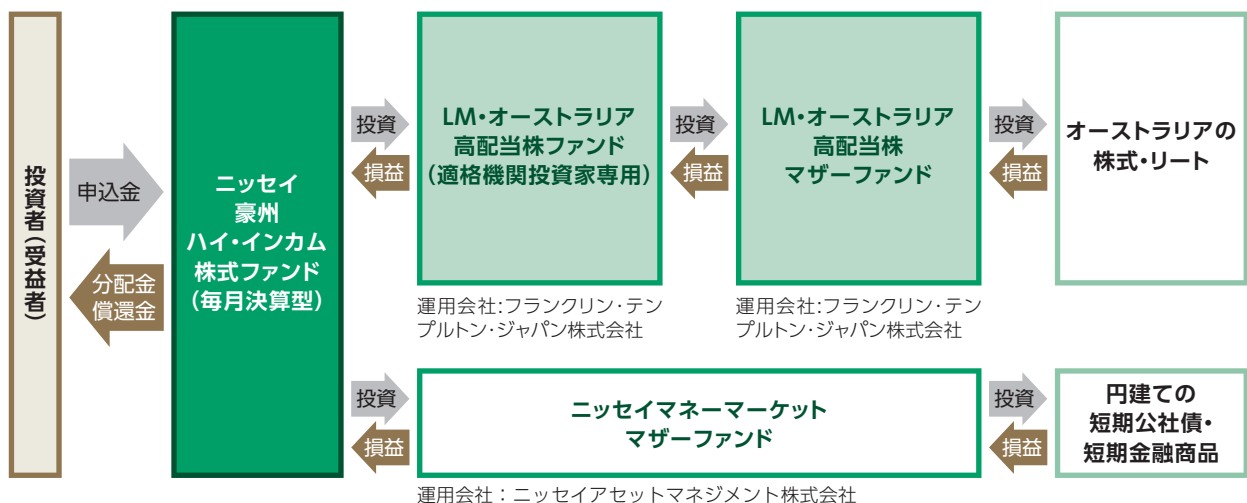 投資者（受益者）
申込金
分配金
償還金
ニッセイ
豪州
ハイ・インカム
株式ファンド
（毎月決算型）
投資
損益
LM・オーストラリア
高配当株ファンド
（適格機関投資家専用）
運用会社:フランクリン・テン
プルトン・ジャパン株式会社
投資
損益
LM・オーストラリア
高配当株
マザーファンド
運用会社:フランクリン・テン
プルトン・ジャパン株式会社
投資
損益
オーストラリアの
株式・リート
投資
損益
ニッセイマネーマーケット
マザーファンド
運用会社：ニッセイアセットマネジメント株式会社
投資
損益
円建ての
短期公社債・
短期金融商品